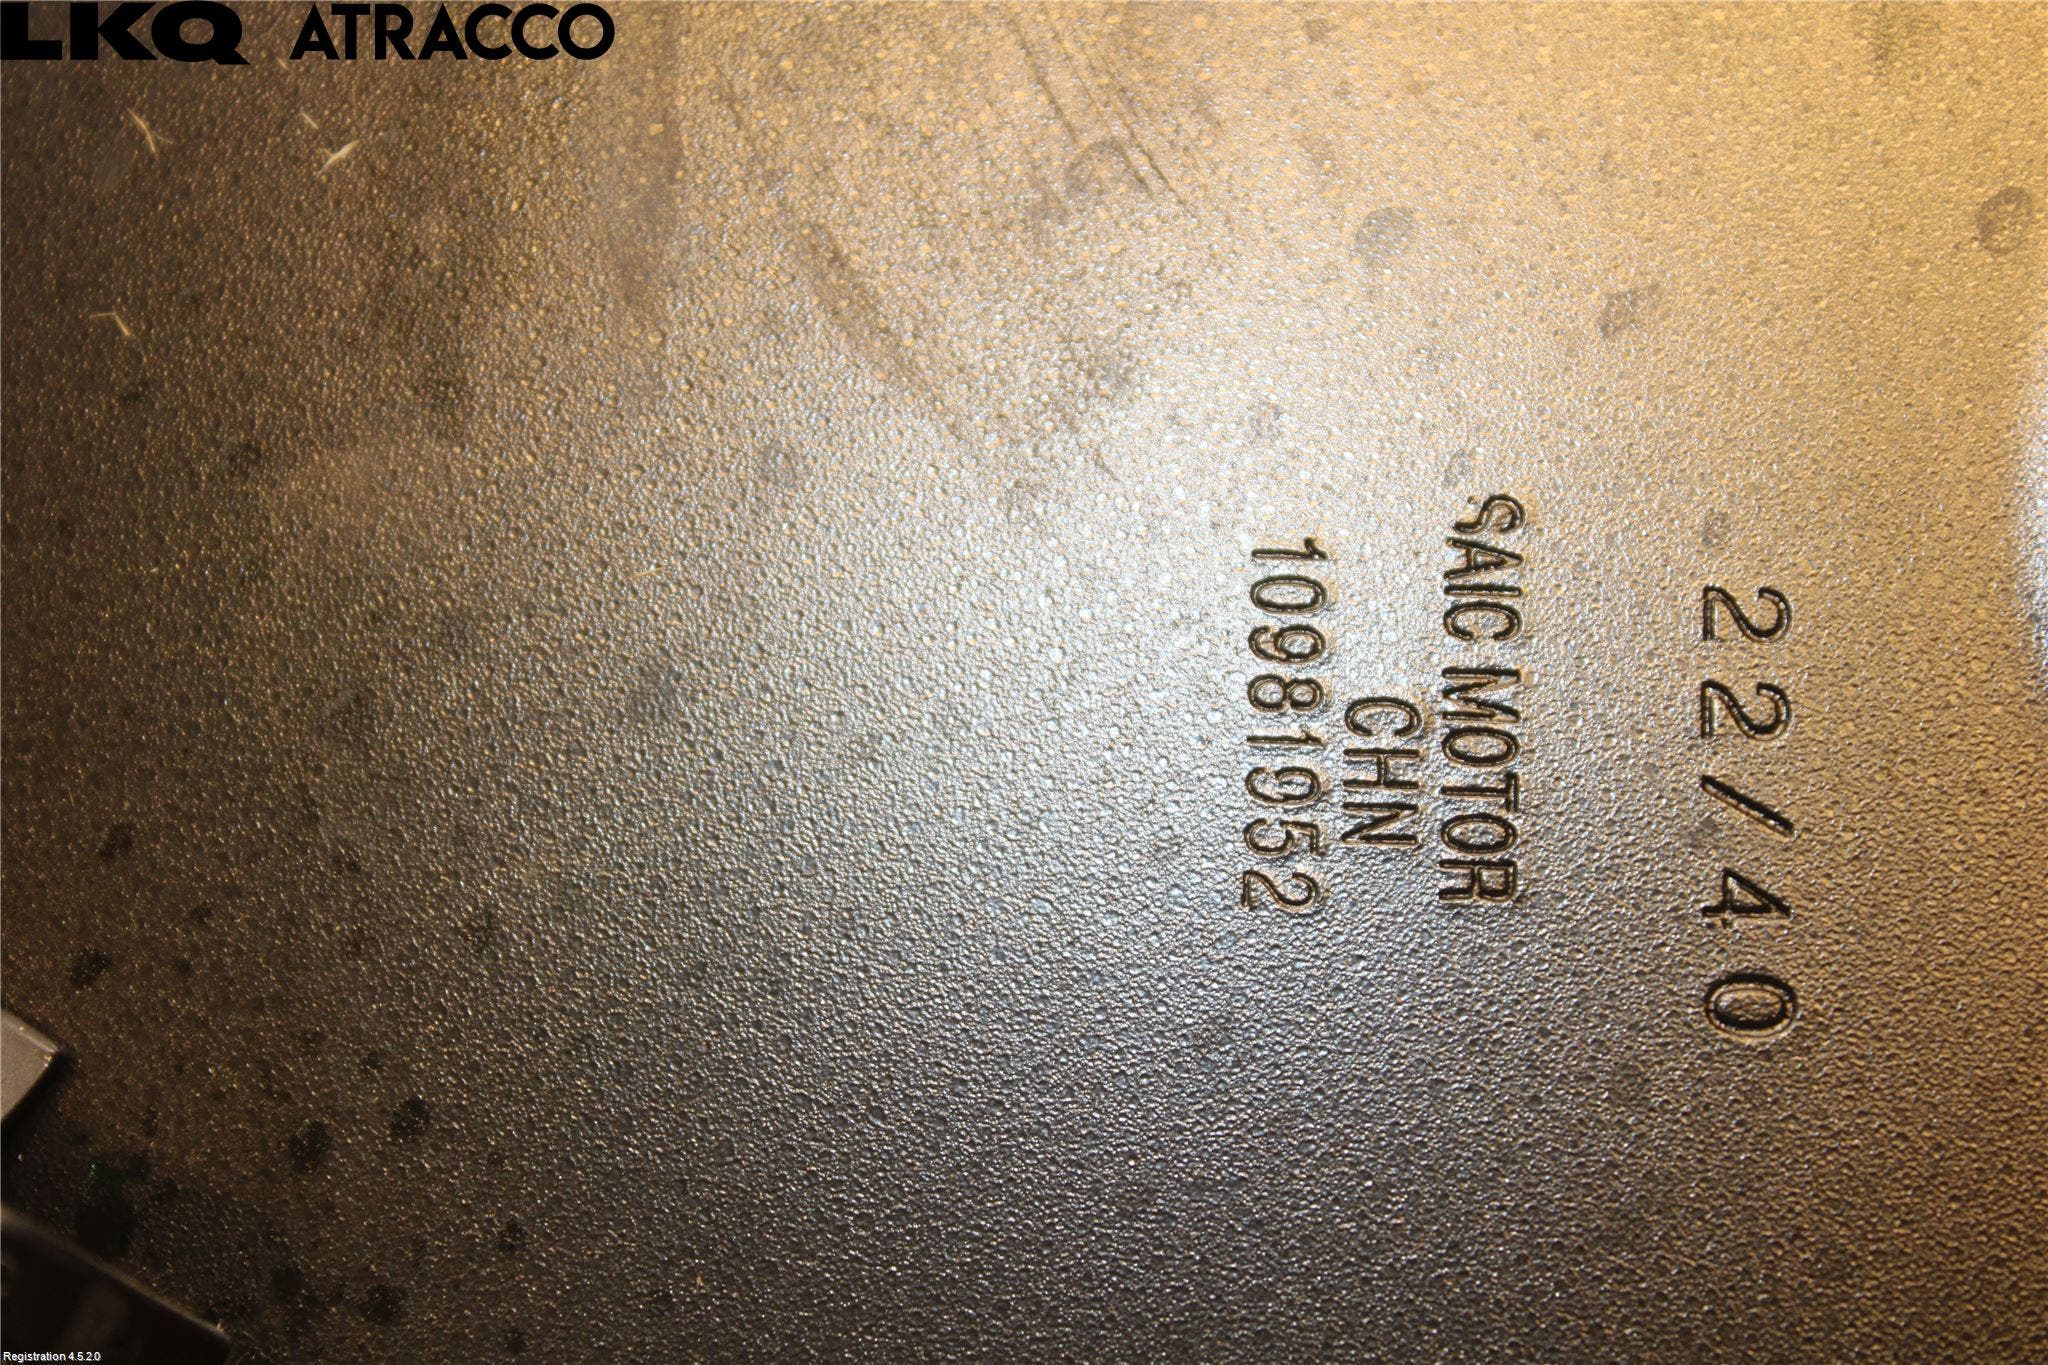 LKQ ATRACCO
22/40
SAIC MOTOR
CHN
10981952
Registration 4.5.2.0